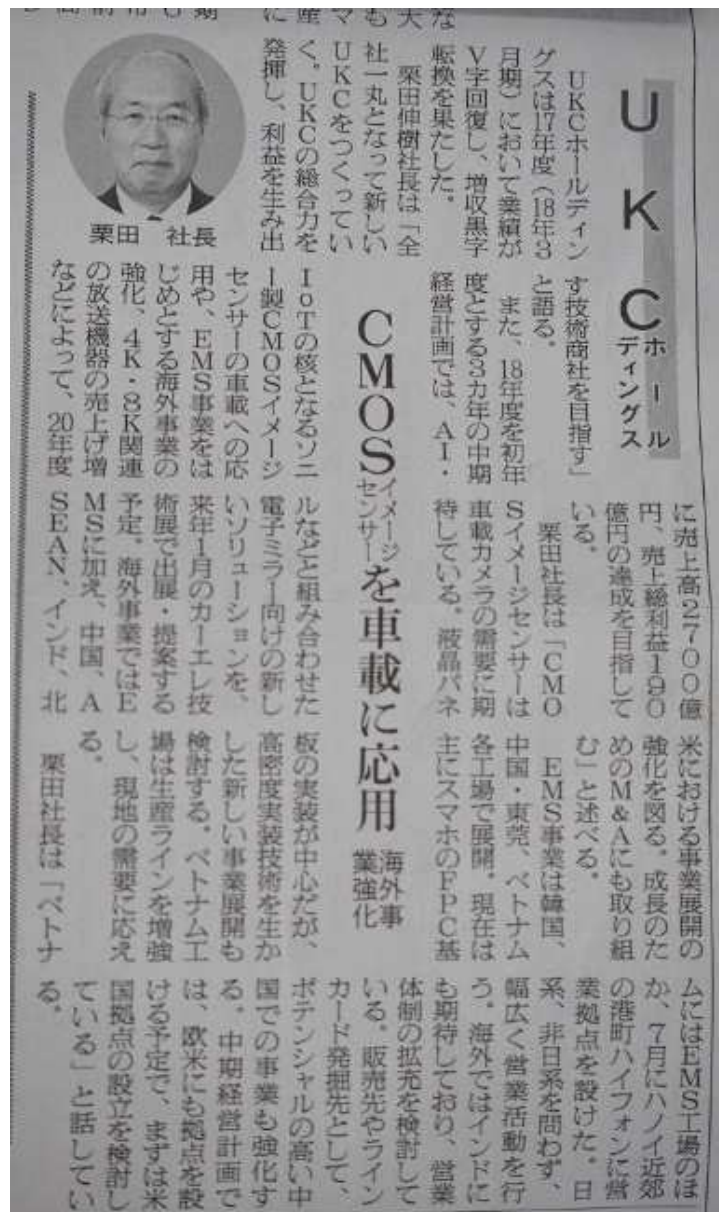 UKCホール
ディングス
CMOSイメージ
センサーを車載に応用
海外事
業強化
UKCホールディン
グスは17年度(18年3
月期)において業績が
V字回復し、増収黒字
転換を果たした。
栗田伸樹社長は「全
社一丸となって新しい
UKCをつくってい
く。UKCの総合力を
発揮し、利益を生み出
栗田 社長
す技術商社を目指す」
と語る。
また、18年度を初年
度とする3カ年の中期
経営計画では、AI・
IoTの核となるソニ
ー製CMOSイメージ
センサーの車載への応
用や、EMS事業をは
じめとする海外事業の
強化、4K・8K関連
の放送機器の売上げ増
などによって、20年度
に売上高2700億
円、売上総利益190
億円の達成を目指して
いる。
栗田社長は「CMO
Sイメージセンサーは
車載カメラの需要に期
待している。液晶パネ
ルなどと組み合わせた
電子ミラー向けの新し
いソリューションを、
来年1月のカーエレ技
術展で出展・提案する
予定。海外事業ではE
MSに加え、中国、A
SEAN、インド、北
米における事業展開の
強化を図る。成長のた
めのM&Aにも取り組
む」と述べる。
EMS事業は韓国、
中国・東莞、ベトナム
各工場で展開。現在は
主にスマホのFPC基
板の実装が中心だが、
高密度実装技術を生か
した新しい事業展開も
検討する。ベトナム工
場は生産ラインを増強
し、現地の需要に応え
る。
栗田社長は「ベトナ
ムにはEMS工場のほ
か、7月にハノイ近郊
の港町ハイフォンに営
業拠点を設けた。日
系、非日系を問わず、
幅広く営業活動を行
う。海外ではインドに
も期待しており、営業
体制の拡充を検討して
いる。販売先やライン
カード発掘先として、
ポテンシャルの高い中
国での事業も強化す
る。中期経営計画で
は、欧米にも拠点を設
ける予定で、まずは米
国拠点の設立を検討し
ている」と話してい
る。